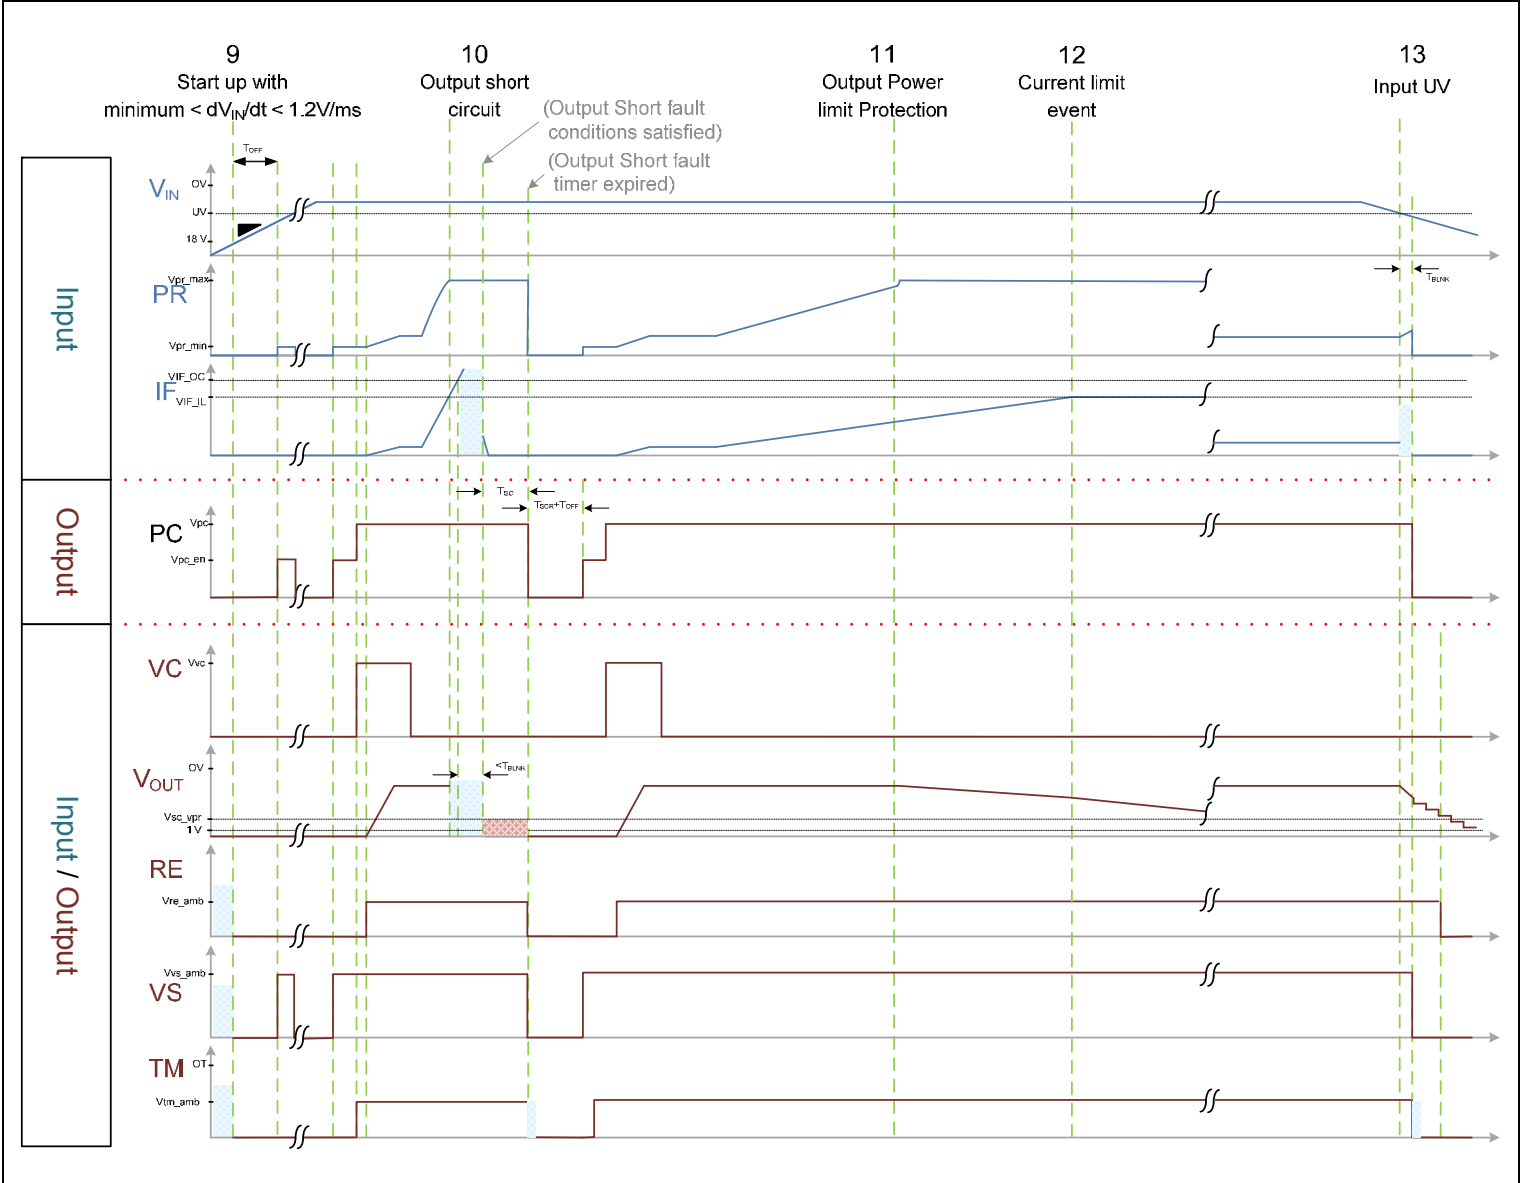 9
Start up with
minimum < dVIN/dt < 1.2V/ms
10
Output short
circuit
(Output Short fault
conditions satisfied)
(Output Short fault
timer expired)
11
Output Power
limit Protection
12
Current limit
event
13
Input UV
TOFF
Input
VIN
OV
UV
18 V
PR
Vpr_max
Vpr_min
TBLNK
IF
VIF_OC
VIF_IL
Output
TSC
TSCR+TOFF
PC
Vpc
Vpc_en
Input / Output
VC
Vvc
VOUT
OV
<TBLNK
Vsc_vpr
1V
RE
Vre_amb
VS
Vvs_amb
TM
OT
Vtm_amb